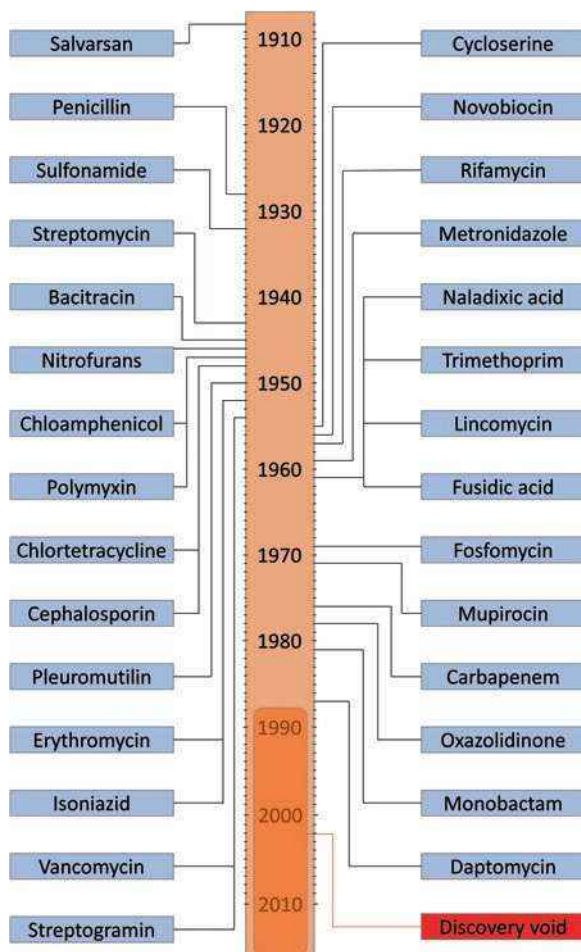 Salvarsan
Penicillin
Sulfonamide
Streptomycin
Bacitracin
Nitrofurans
Chloamphenicol
Polymyxin
Chlortetracycline
Cephalosporin
Pleuromutilin
Erythromycin
Isoniazid
Vancomycin
Streptogramin
1910
1920
1930
1940
1950
1960
1970
1980
1990
2000
2010
Cycloserine
Novobiocin
Rifamycin
Metronidazole
Naladixic acid
Trimethoprim
Lincomycin
Fusidic acid
Fosfomycin
Mupirocin
Carbapenem
Oxazolidinone
Monobactam
Daptomycin
Discovery void